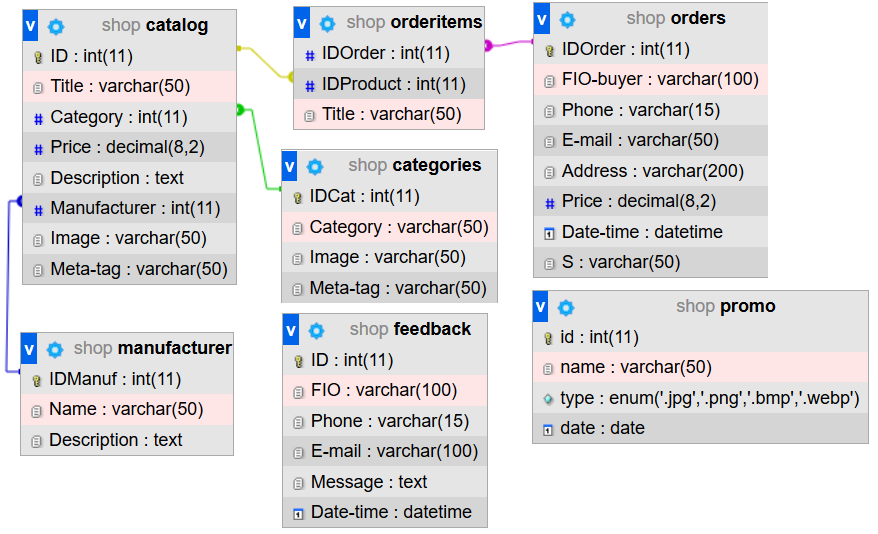 v shop catalog
ID : int(11)
Title : varchar(50)
# Category : int(11)
# Price : decimal(8,2)
Description : text
# Manufacturer : int(11)
Image : varchar(50)
Meta-tag : varchar(50)
v shop orderitems
# IDOrder : int(11)
# IDProduct : int(11)
Title : varchar(50)
v shop orders
IDOrder : int(11)
FIO-buyer : varchar(100)
Phone : varchar(15)
E-mail : varchar(50)
Address : varchar(200)
# Price : decimal(8,2)
Date-time : datetime
S : varchar(50)
v shop categories
IDCat : int(11)
Category : varchar(50)
Image : varchar(50)
Meta-tag : varchar(50)
v shop manufacturer
IDManuf : int(11)
Name : varchar(50)
Description : text
v shop feedback
ID : int(11)
FIO : varchar(100)
Phone : varchar(15)
E-mail : varchar(100)
Message : text
Date-time : datetime
v shop promo
id : int(11)
name : varchar(50)
type : enum('.jpg','.png','.bmp','.webp')
date : date